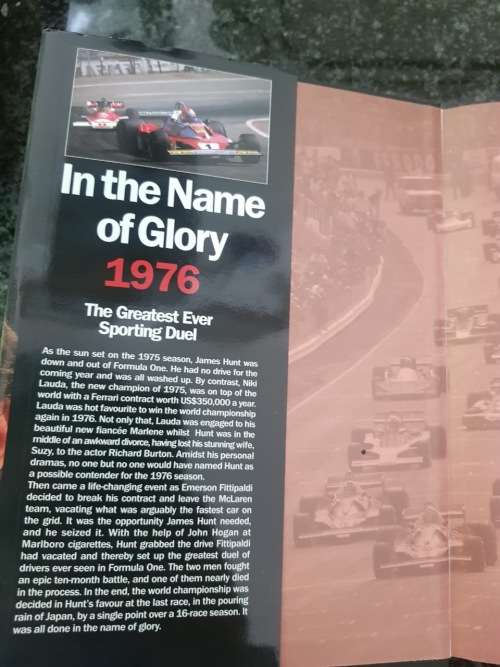 1
In the Name
of Glory
1976
The Greatest Ever
Sporting Duel
As the sun set on the 1975 season, James Hunt was
down and out of Formula One. He had no drive for the
coming year and was all washed up. By contrast, Niki
Lauda, the new champion of 1975, was on top of the
world with a Ferrari contract worth US$350,000 a year.
Lauda was hot favourite to win the world championship
again in 1976. Not only that, Lauda was engaged to his
beautiful new fiancée Marlene whilst Hunt was in the
middle of an awkward divorce, having lost his stunning wife,
Suzy, to the actor Richard Burton. Amidst his personal
dramas, no one but no one would have named Hunt as
a possible contender for the 1976 season.
Then came a life-changing event as Emerson Fittipaldi
decided to break his contract and leave the McLaren
team, vacating what was arguably the fastest car on
the grid. It was the opportunity James Hunt needed,
and he seized it. With the help of John Hogan at
Marlboro cigarettes, Hunt grabbed the drive Fittipaldi
had vacated and thereby set up the greatest duel of
drivers ever seen in Formula One. The two men fought
an epic ten-month battle, and one of them nearly died
in the process. In the end, the world championship was
decided in Hunt's favour at the last race, in the pouring
rain of Japan, by a single point over a 16-race season. It
was all done in the name of glory.